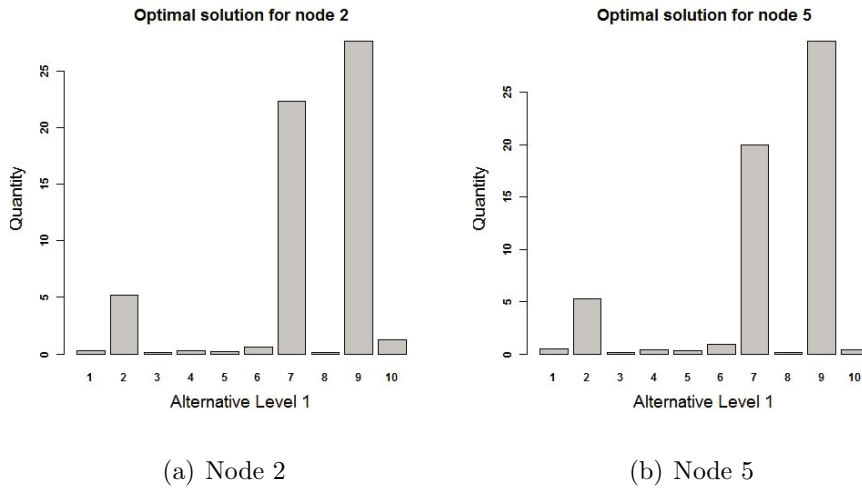 Optimal solution for node 2
Quantity
25
20
15
10
5
0
1 2 3 4 5 6 7 8 9 10
Alternative Level 1
(a) Node 2
Optimal solution for node 5
Quantity
25
20
15
10
5
0
1 2 3 4 5 6 7 8 9 10
Alternative Level 1
(b) Node 5